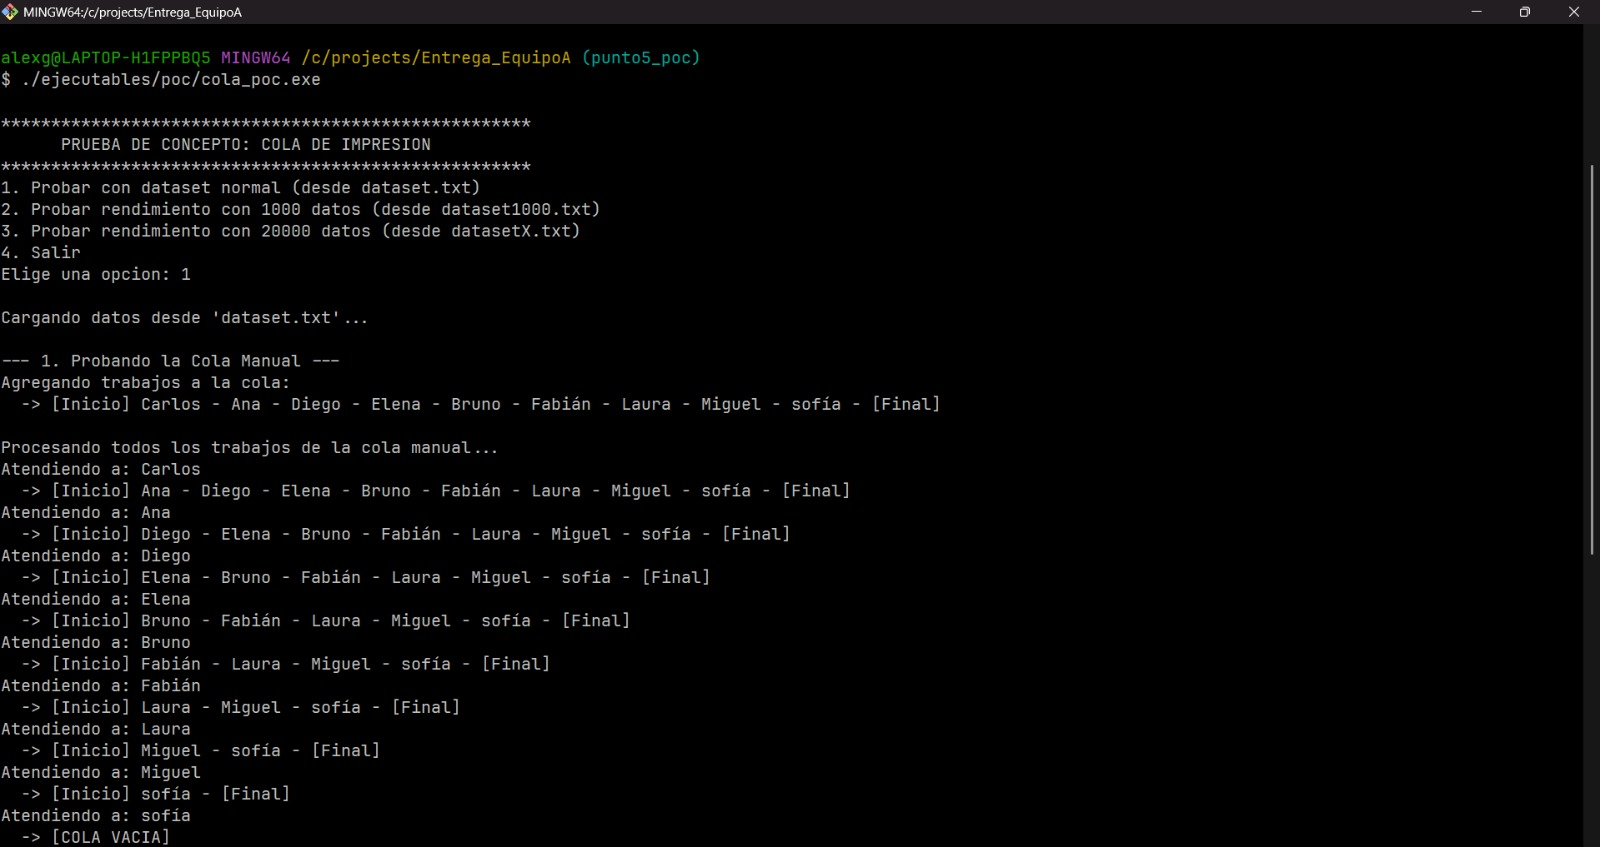 MINGW64:/c/projects/Entrega_EquipoA
alexg@LAPTOP-H1FPPBQ5 MINGW64 /c/projects/Entrega_EquipoA (punto5_poc)
$ ./ejecutables/poc/cola_poc.exe
*****************************************************
PRUEBA DE CONCEPTO: COLA DE IMPRESION
*****************************************************
1. Probar con dataset normal (desde dataset.txt)
2. Probar rendimiento con 1000 datos (desde dataset1000.txt)
3. Probar rendimiento con 20000 datos (desde datasetX.txt)
4. Salir
Elige una opcion: 1
Cargando datos desde 'dataset.txt'...
--- 1. Probando la Cola Manual ---
Agregando trabajos a la cola:
-> [Inicio] Carlos - Ana - Diego - Elena - Bruno - Fabián - Laura - Miguel - sofía - [Final]
Procesando todos los trabajos de la cola manual...
Atendiendo a: Carlos
-> [Inicio] Ana - Diego - Elena - Bruno - Fabián - Laura - Miguel - sofía - [Final]
Atendiendo a: Ana
-> [Inicio] Diego - Elena - Bruno - Fabián - Laura - Miguel - sofía - [Final]
Atendiendo a: Diego
-> [Inicio] Elena - Bruno - Fabián - Laura - Miguel - sofía - [Final]
Atendiendo a: Elena
-> [Inicio] Bruno - Fabián - Laura - Miguel - sofía - [Final]
Atendiendo a: Bruno
-> [Inicio] Fabián - Laura - Miguel - sofía - [Final]
Atendiendo a: Fabián
-> [Inicio] Laura - Miguel - sofía - [Final]
Atendiendo a: Laura
-> [Inicio] Miguel - sofía - [Final]
Atendiendo a: Miguel
-> [Inicio] sofía - [Final]
Atendiendo a: sofía
-> [COLA VACIA]